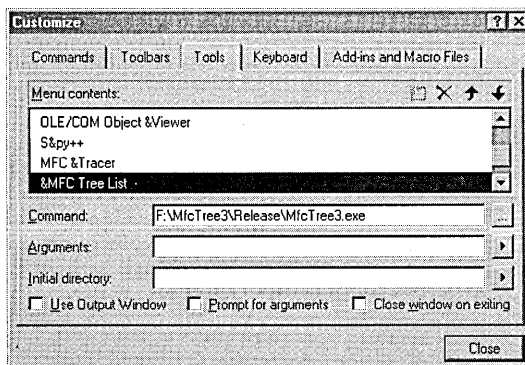 Customize
Commands Toolbars Tools Keyboard Add-ins and Macro Files
Menu contents:
OLE/COM Object &Viewer
S&py++
MFC &Tracer
&MFC Tree List
Command: F:\MfcTree3\Release\MfcTree3.exe ...
Arguments:
Initial directory:
Use Output Window Prompt for arguments Close window on exiting
Close